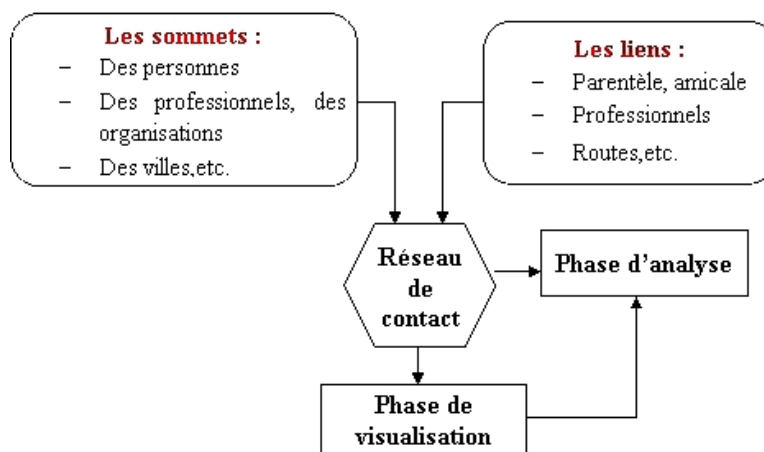 Les sommets :
– Des personnes
– Des professionnels, des
organisations
– Des villes,etc.
Les liens :
– Parentèle, amicale
– Professionnels
– Routes,etc.
Réseau
de
contact
Phase d'analyse
Phase de
visualisation